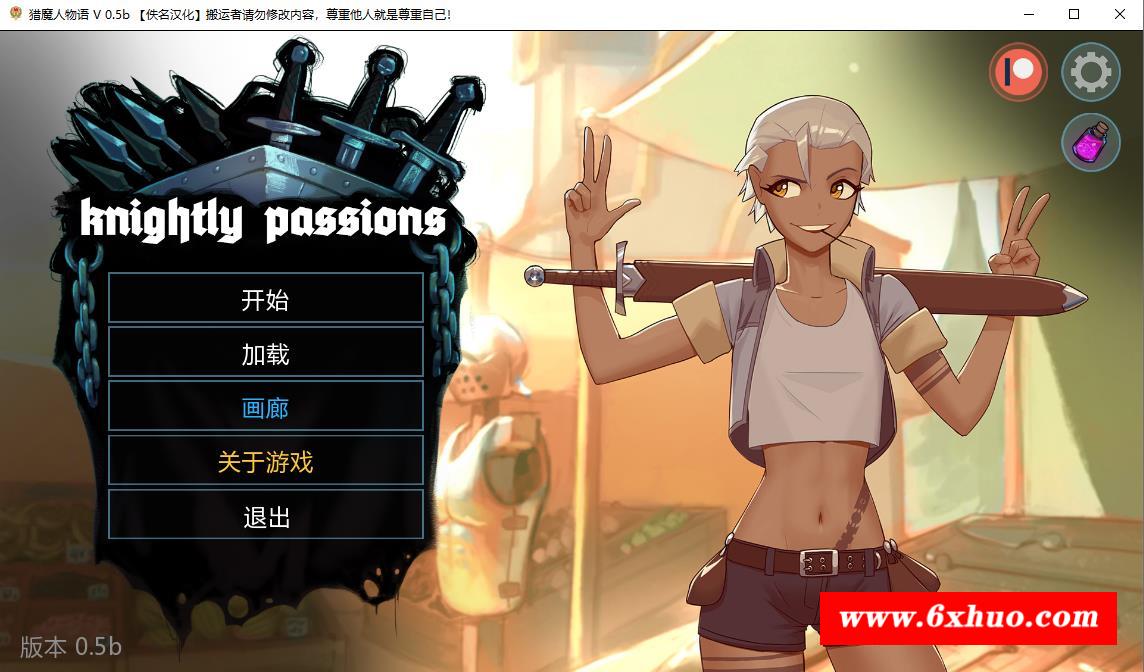 猎魔人物语 V 0.5b 【佚名汉化】搬运者请勿修改内容，尊重他人就是尊重自己!
knightly passions
开始
加载
画廊
关于游戏
退出
www.6xhuo.com
版本 0.5b